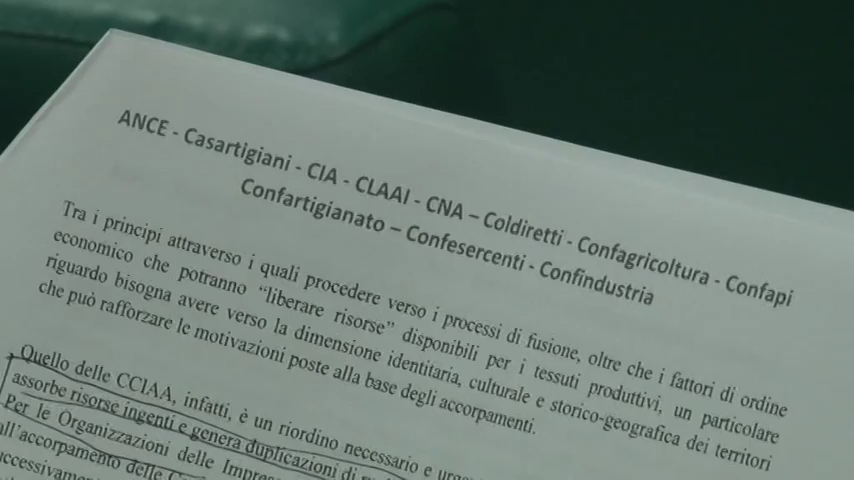 ANCE - Casartigiani - CIA - CLAAI - CNA – Coldiretti - Confagricoltura - Confapi
Confartigianato – Confesercenti - Confindustria
Tra i principi attraverso i quali procedere verso i processi di fusione, oltre che i fattori di ordine
economico che potranno “liberare risorse” disponibili per i tessuti produttivi, un particolare
riguardo bisogna avere verso la dimensione identitaria, culturale e storico-geografica dei territori
che può rafforzare le motivazioni poste alla base degli accorpamenti.
Quello delle CCIAA, infatti, è un riordino necessario e
assorbe risorse ingenti e genera duplicazioni di
Per le Organizzazioni delle
all'accorpamento delle